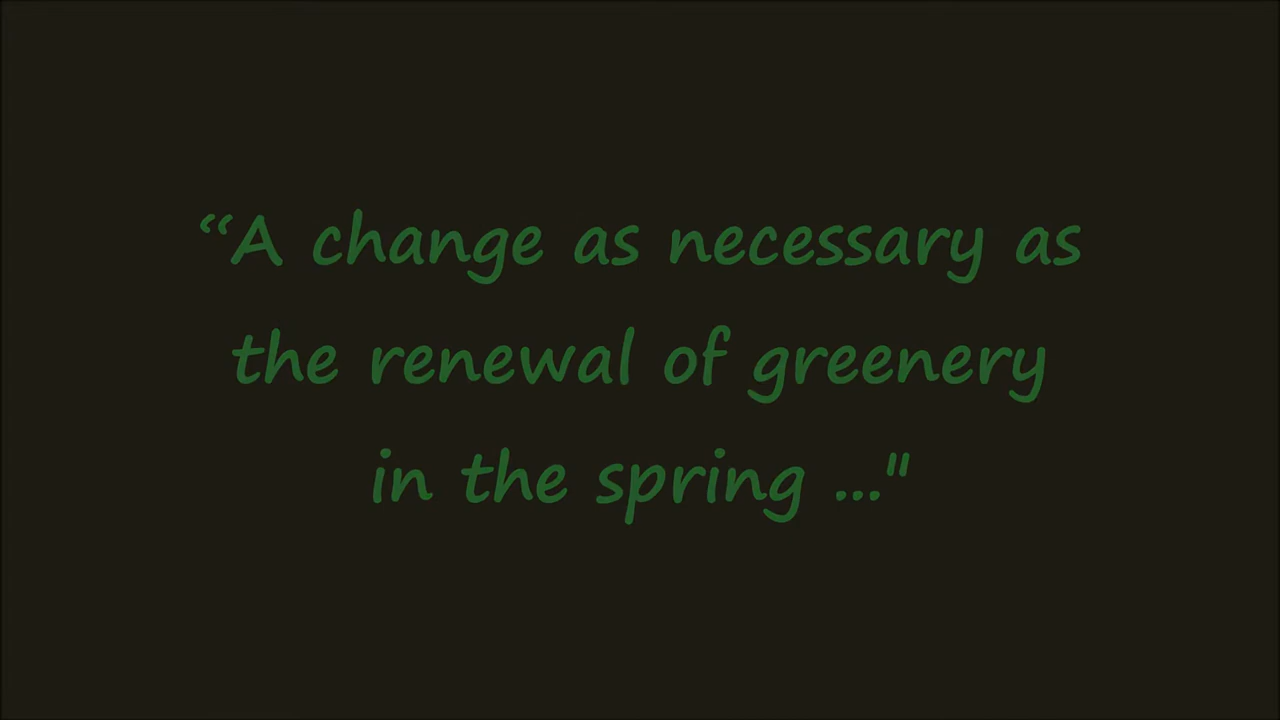 “A change as necessary as
the renewal of greenery
in the spring ..."